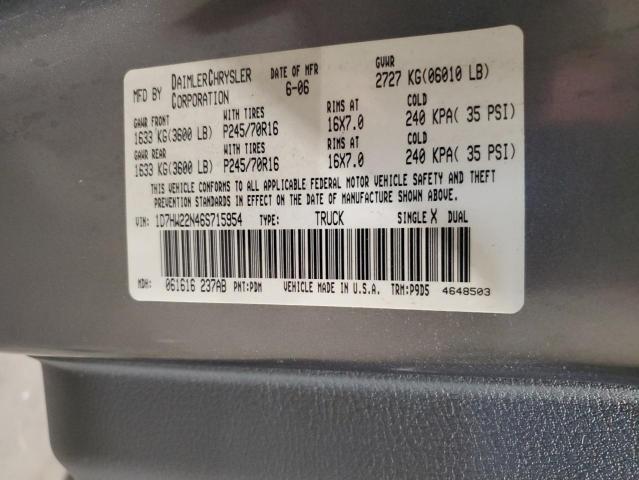 MFD BY DAIMLERCHRYSLER CORPORATION DATE OF MFR 6-06 GVWR 2727 KG(06010 LB)
GAWR FRONT WITH TIRES RIMS AT COLD
1633 KG(3600 LB) P245/70R16 16X7.0 240 KPA( 35 PSI)
GAWR REAR WITH TIRES RIMS AT COLD
1633 KG(3600 LB) P245/70R16 16X7.0 240 KPA( 35 PSI)
THIS VEHICLE CONFORMS TO ALL APPLICABLE FEDERAL MOTOR VEHICLE SAFETY AND THEFT
PREVENTION STANDARDS IN EFFECT ON THE DATE OF MANUFACTURE SHOWN ABOVE.
VIN: 1D7HW22N46S715954 TYPE: TRUCK SINGLE X DUAL
MDH: 061616 237AB PNT:PDM VEHICLE MADE IN U.S.A. TRM:P9D5 4648503